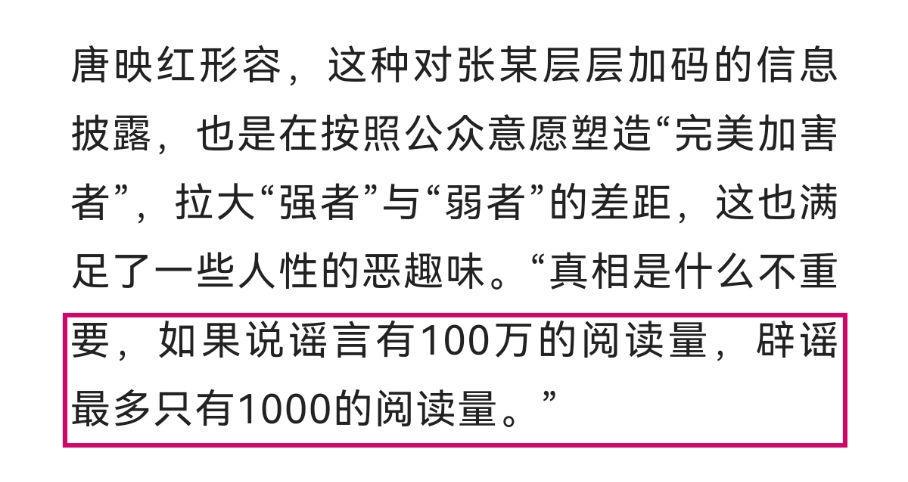 唐映红形容，这种对张某层层加码的信息
披露，也是在按照公众意愿塑造“完美加害
者”，拉大“强者”与“弱者”的差距，这也满
足了一些人性的恶趣味。“真相是什么不重
要，如果说谣言有100万的阅读量，辟谣
最多只有1000的阅读量。”